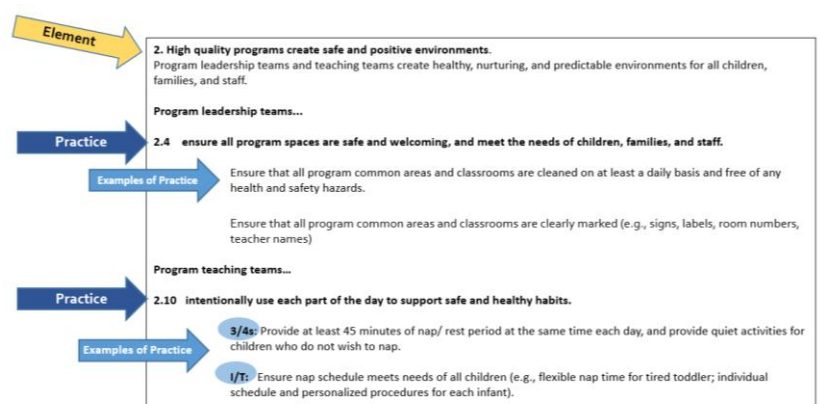 Element
2. High quality programs create safe and positive environments.
Program leadership teams and teaching teams create healthy, nurturing, and predictable environments for all children,
families, and staff.
Program leadership teams...
Practice
2.4 ensure all program spaces are safe and welcoming, and meet the needs of children, families, and staff.
Examples of Practice
Ensure that all program common areas and classrooms are cleaned on at least a daily basis and free of any
health and safety hazards.
Ensure that all program common areas and classrooms are clearly marked (e.g., signs, labels, room numbers,
teacher names)
Program teaching teams...
Practice
2.10 intentionally use each part of the day to support safe and healthy habits.
Examples of Practice
3/4s: Provide at least 45 minutes of nap/ rest period at the same time each day, and provide quiet activities for
children who do not wish to nap.
I/T: Ensure nap schedule meets needs of all children (e.g., flexible nap time for tired toddler; individual
schedule and personalized procedures for each infant).